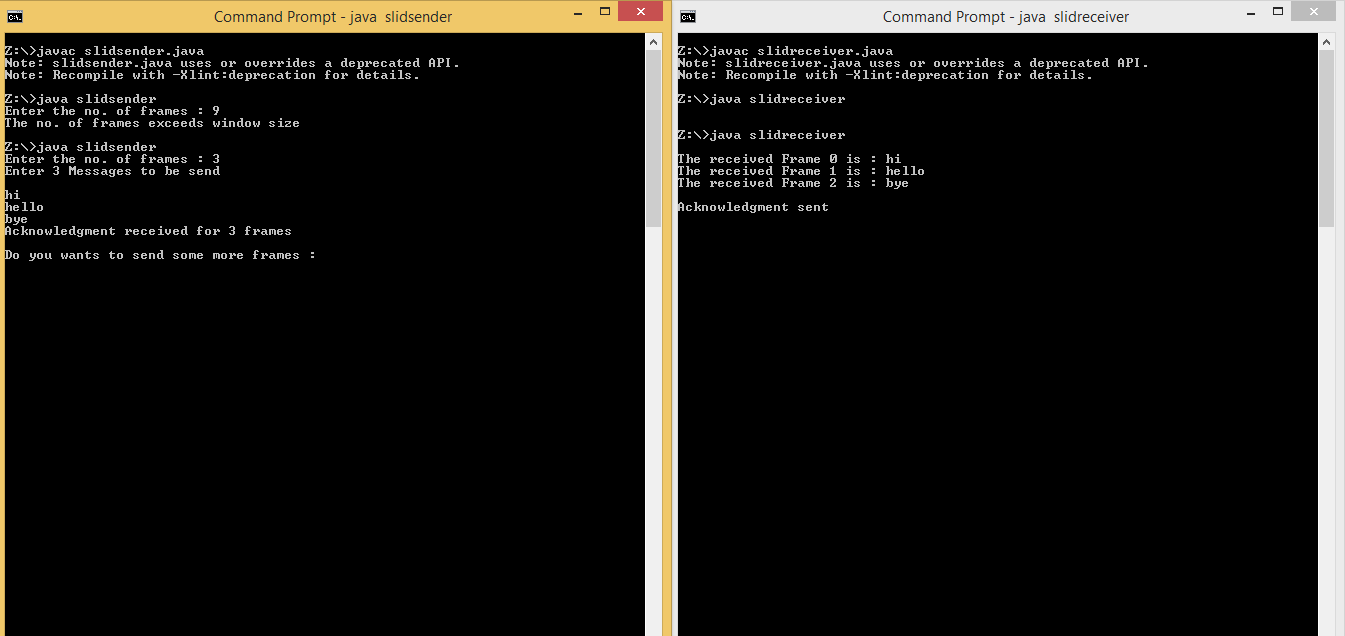 Command Prompt - java slidsender
Z:\>javac slidsender.java
Note: slidsender.java uses or overrides a deprecated API.
Note: Recompile with -Xlint:deprecation for details.
Z:\>java slidsender
Enter the no. of frames : 9
The no. of frames exceeds window size
Z:\>java slidsender
Enter the no. of frames : 3
Enter 3 Messages to be send
hi
hello
bye
Acknowledgment received for 3 frames
Do you wants to send some more frames :
Command Prompt - java slidreceiver
Z:\>javac slidreceiver.java
Note: slidreceiver.java uses or overrides a deprecated API.
Note: Recompile with -Xlint:deprecation for details.
Z:\>java slidreceiver
Z:\>java slidreceiver
The received Frame 0 is : hi
The received Frame 1 is : hello
The received Frame 2 is : bye
Acknowledgment sent